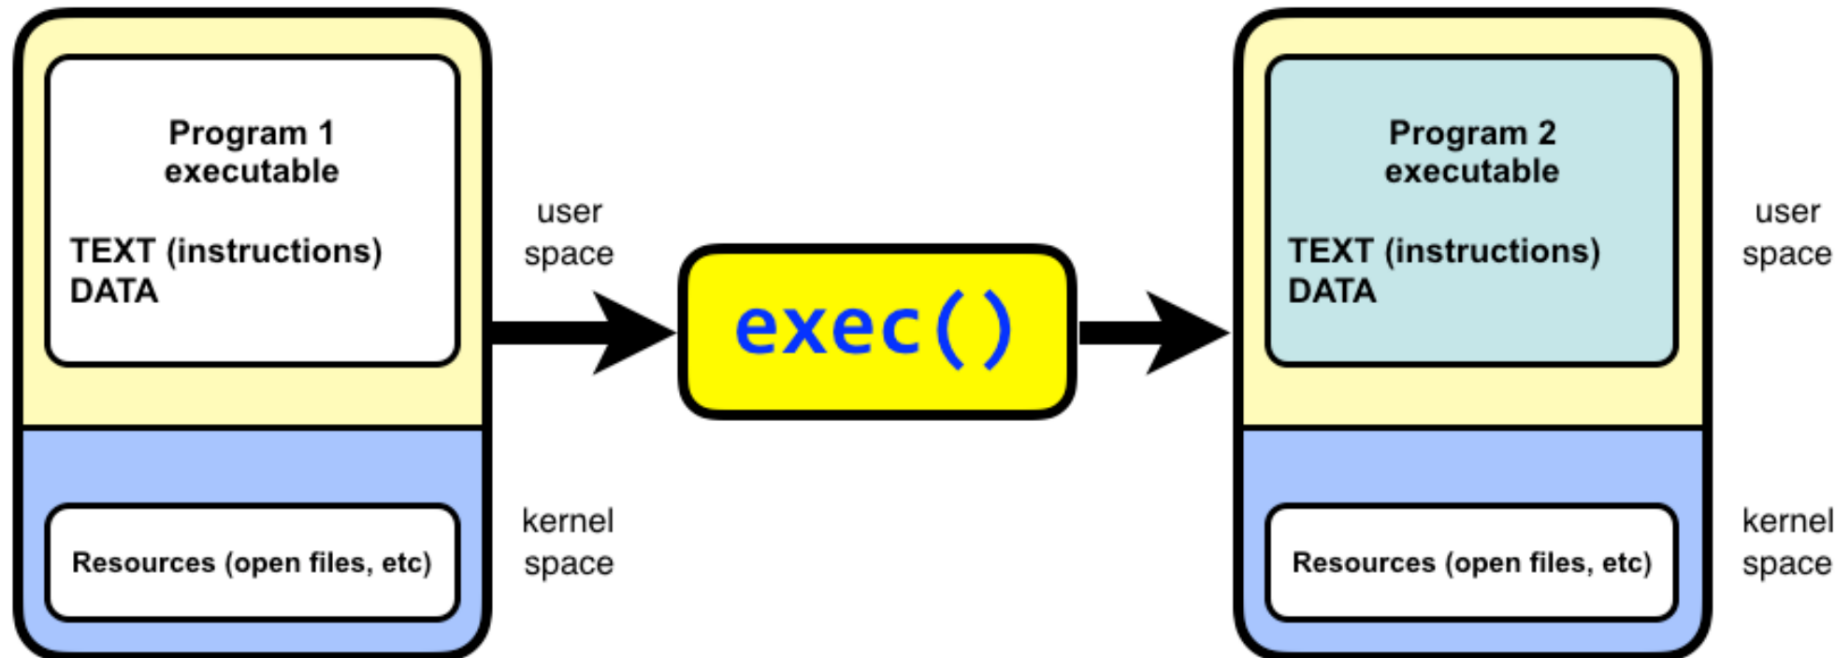 Program 1
executable
TEXT (instructions)
DATA
Resources (open files, etc)
user
space
kernel
space
exec()
Program 2
executable
TEXT (instructions)
DATA
Resources (open files, etc)
user
space
kernel
space